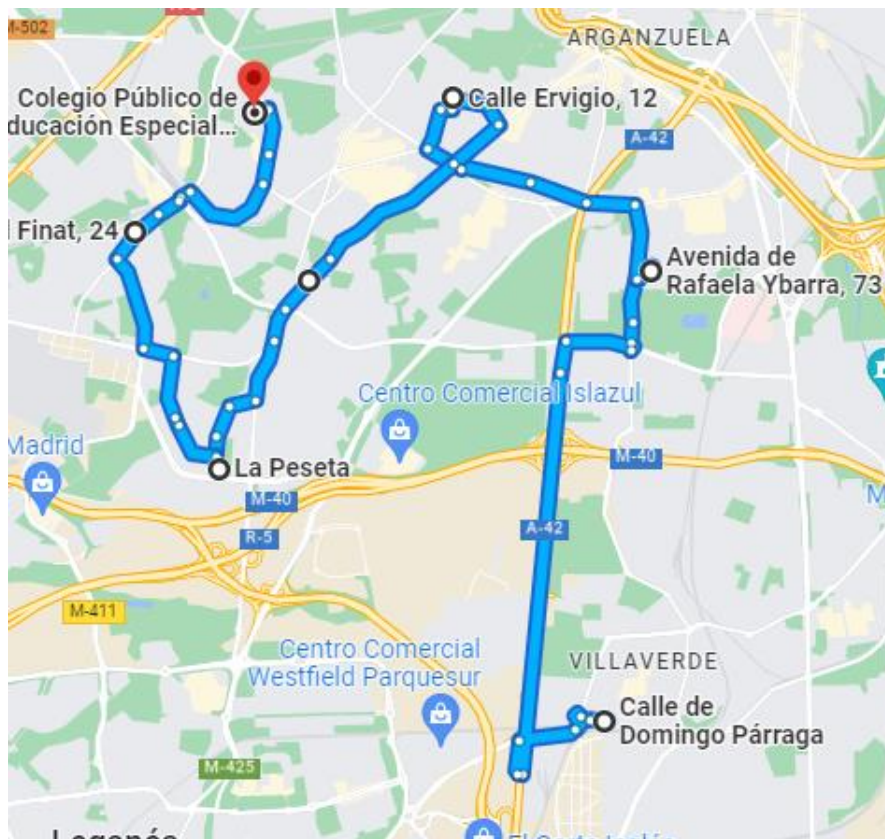 M-502
ARGANZUELA
Colegio Público de
ducación Especial...
Calle Ervigio, 12
A-42
l Finat, 24
Avenida de
Rafaela Ybarra, 73
Centro Comercial Islazul
Madrid
La Peseta
M-40
M-40
M
R-5
A-42
M-411
Centro Comercial
Westfield Parquesur
VILLAVERDE
Calle de
Domingo Párraga
M-425